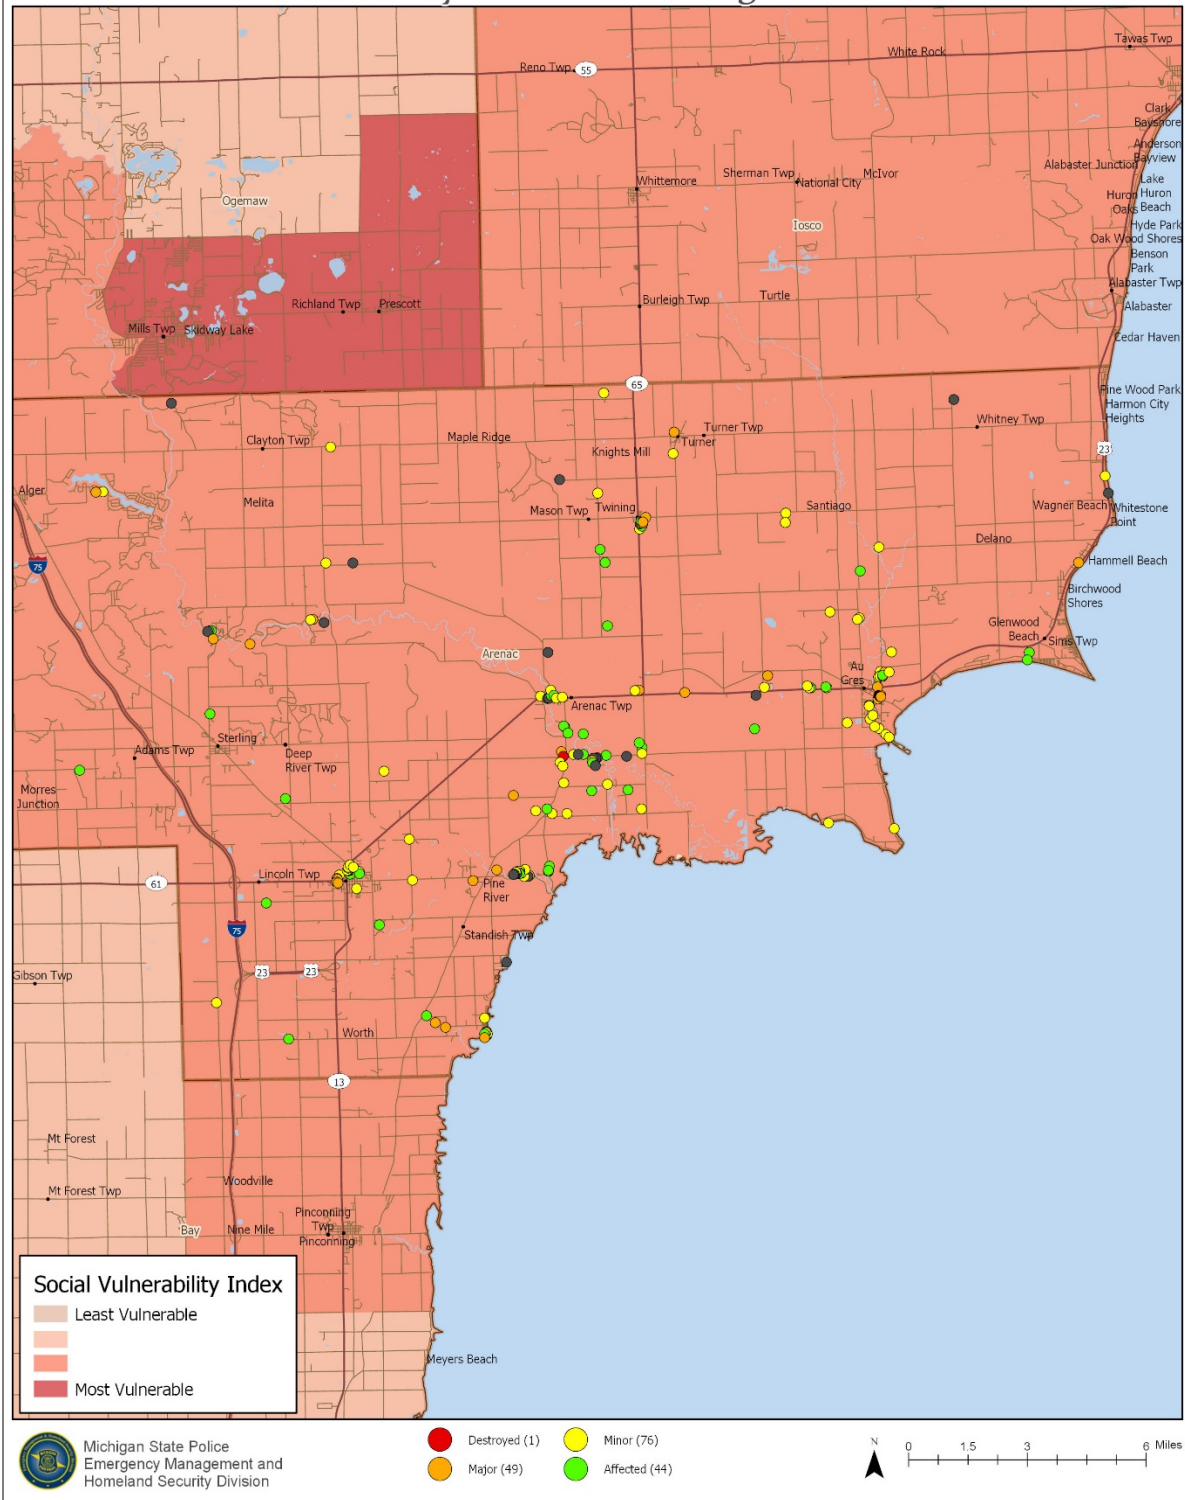 Tawas Twp
White Rock
Reno Twp
55
Clark
Bayshore
Anderson
Bayview
Alabaster Junction
Lake
Huron
Beach
Huron
Oaks
Whittemore
Sherman Twp
National City
McIvor
Ogemaw
Iosco
Hyde Park
Oak Wood Shores
Benson
Park
Alabaster Twp
Alabaster
Richland Twp
Prescott
Burleigh Twp
Turtle
Mills Twp
Skidway Lake
Cedar Haven
65
Pine Wood Park
Harmon City
Heights
Clayton Twp
Maple Ridge
Knights Mill
Turner Twp
Turner
Whitney Twp
23
Alger
Melita
Mason Twp
Twining
Santiago
Wagner Beach
Whitestone
Point
Delano
75
Hammell Beach
Birchwood
Shores
Glenwood
Beach
Sims Twp
Arenac
Au
Gres
Arenac Twp
Adams Twp
Sterling
Deep
River Twp
Morres
Junction
61
Lincoln Twp
Pine
River
75
Standish Twp
Gibson Twp
23
23
Worth
13
Mt Forest
Mt Forest Twp
Woodville
Bay
Nine Mile
Pinconning
Twp
Pinconning
Meyers Beach
Social Vulnerability Index
Least Vulnerable
Most Vulnerable
Michigan State Police
Emergency Management and
Homeland Security Division
Destroyed (1)
Minor (76)
Major (49)
Affected (44)
N
0 1.5 3 6 Miles